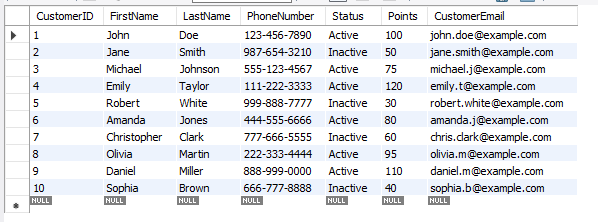 CustomerID FirstName LastName PhoneNumber Status Points CustomerEmail
1 John Doe 123-456-7890 Active 100 john.doe@example.com
2 Jane Smith 987-654-3210 Inactive 50 jane.smith@example.com
3 Michael Johnson 555-123-4567 Active 75 michael.j@example.com
4 Emily Taylor 111-222-3333 Active 120 emily.t@example.com
5 Robert White 999-888-7777 Inactive 30 robert.white@example.com
6 Amanda Jones 444-555-6666 Active 80 amanda.j@example.com
7 Christopher Clark 777-666-5555 Inactive 60 chris.clark@example.com
8 Olivia Martin 222-333-4444 Active 95 olivia.m@example.com
9 Daniel Miller 888-999-0000 Active 110 daniel.m@example.com
10 Sophia Brown 666-777-8888 Inactive 40 sophia.b@example.com
NULL NULL NULL NULL NULL NULL NULL